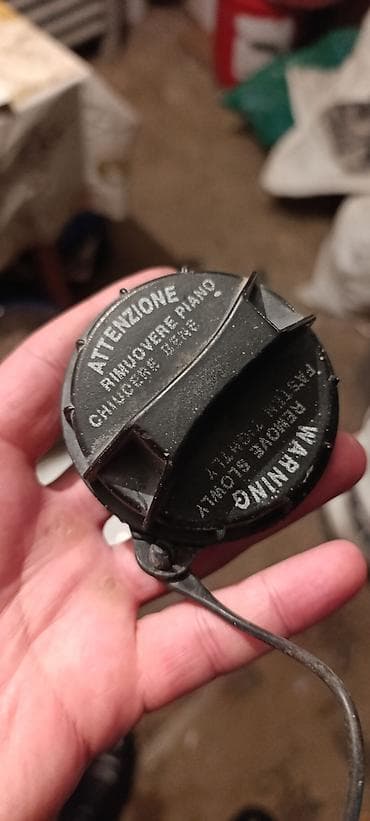 ATTENZIONE
RIMUOVERE PIANO
CHIUDERE BENE
WARNING
REMOVE SLOWLY
FASTEN TIGHTLY